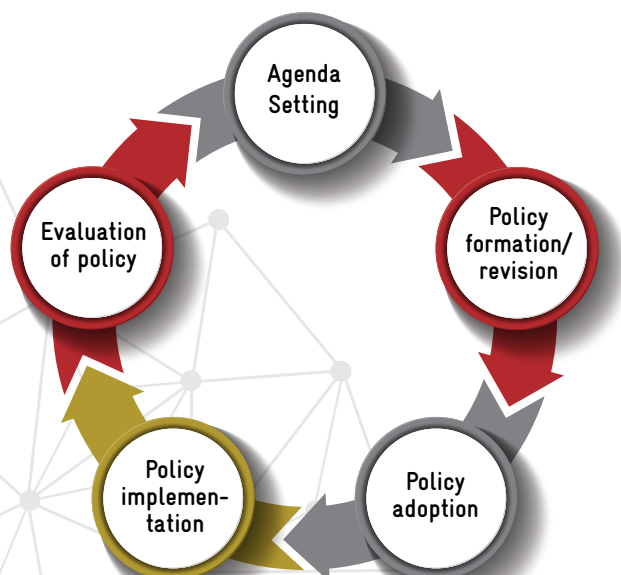 Agenda
Setting
Policy
formation/
revision
Policy
adoption
Policy
implemen-
tation
Evaluation
of policy